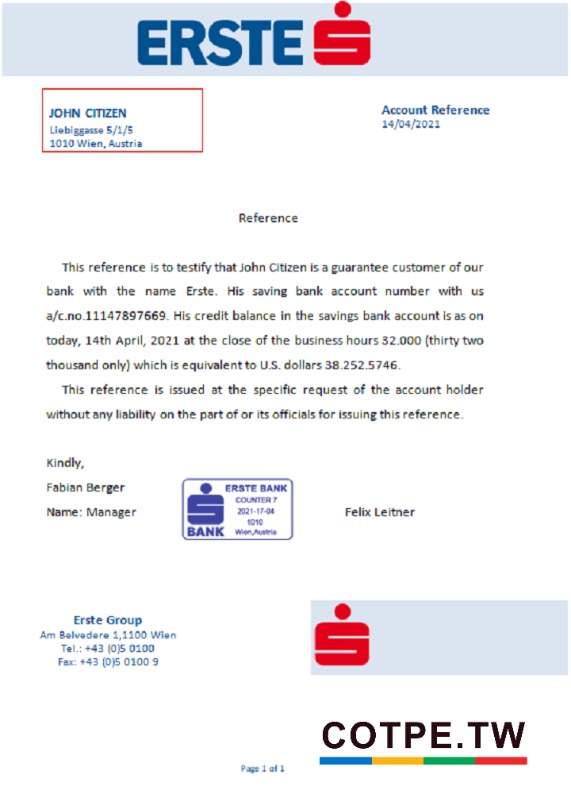 ERSTE
JOHN CITIZEN
Liebiggasse 5/1/5
1010 Wien, Austria
Account Reference
14/04/2021
Reference
This reference is to testify that John Citizen is a guarantee customer of our
bank with the name Erste. His saving bank account number with us
a/c.no.11147897669. His credit balance in the savings bank account is as on
today, 14th April, 2021 at the close of the business hours 32.000 (thirty two
thousand only) which is equivalent to U.S. dollars 38.252.5746.
This reference is issued at the specific request of the account holder
without any liability on the part of or its officials for issuing this reference.
Kindly,
Fabian Berger
Name: Manager
ERSTE BANK
COUNTER 7
2021-17-04
1010
Wien,Austria
BANK
Felix Leitner
Erste Group
Am Belvedere 1,1100 Wien
Tel.: +43 (0)5 0100
Fax: +43 (0)5 0100 9
COTPE.TW
Page 1 of 1